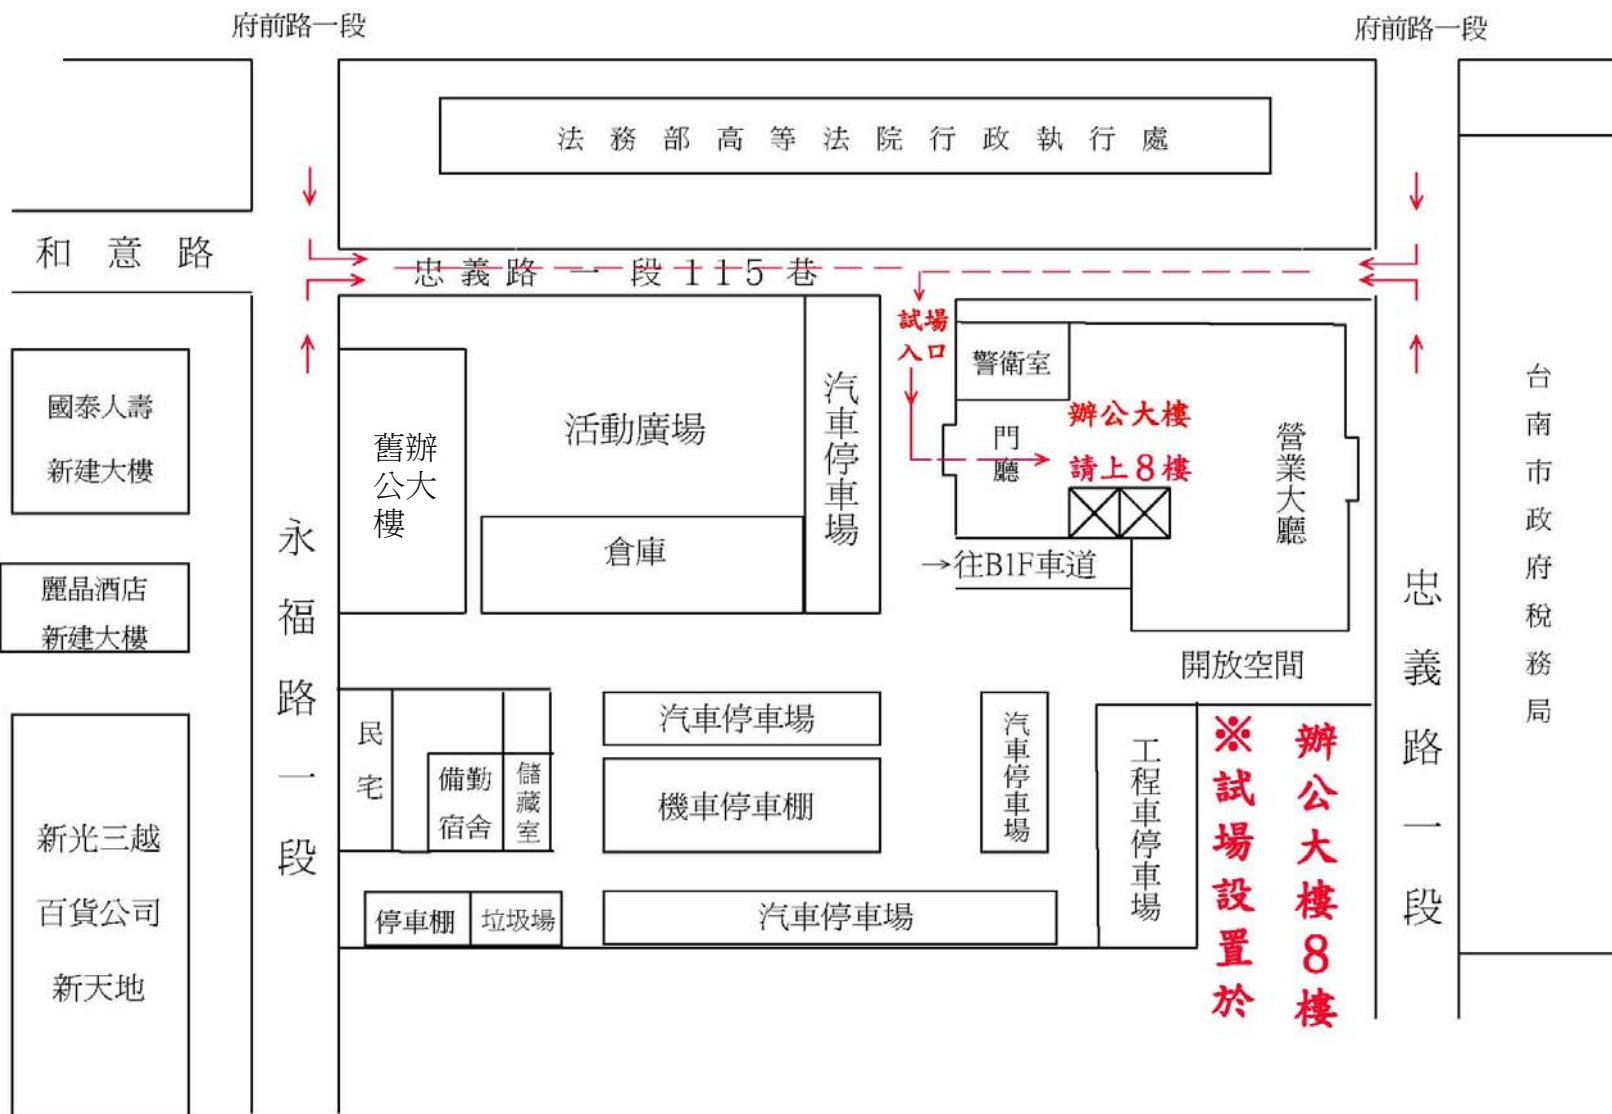 府前路一段
府前路一段
法務部高等法院行政執行處
和意路
忠義路一段115巷
試場
入口
警衛室
辦公大樓
請上8樓
門廳
營業大廳
→往B1F車道
國泰人壽
新建大樓
麗晶酒店
新建大樓
新光三越
百貨公司
新天地
永福路一段
舊辦
公大
樓
活動廣場
倉庫
汽車停車場
開放空間
民宅
備勤
宿舍
儲藏室
汽車停車場
機車停車棚
汽車停車場
工程車停車場
停車棚
垃圾場
汽車停車場
※試場設置於
辦公大樓8樓
忠義路一段
台南市政府稅務局